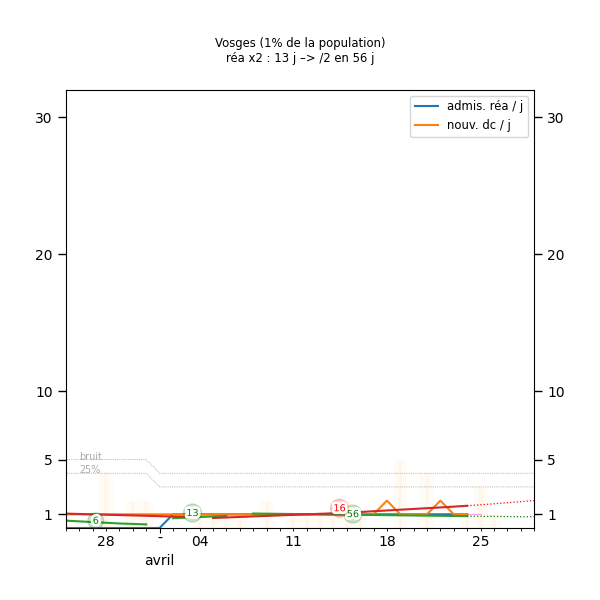 Vosges (1% de la population)
réa x2 : 13 j –> /2 en 56 j
admis. réa / j
nouv. dc / j
30 30
20 20
10 10
5 5
bruit
25%
1 1
6 13 16 56
28 - 04 11 18 25
avril